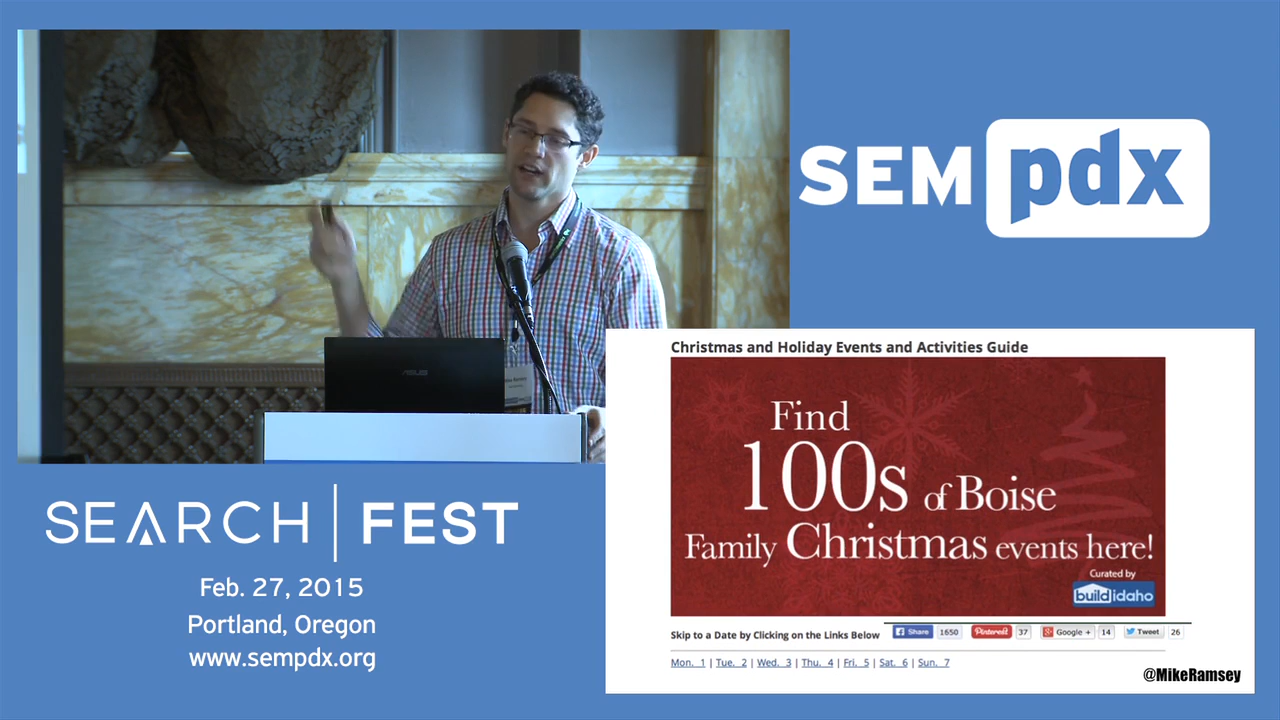 SEM pdx
ASUS
SEARCH FEST
Feb. 27, 2015
Portland, Oregon
www.sempdx.org
Christmas and Holiday Events and Activities Guide
Find
100s of Boise
Family Christmas events here!
Curated by
buildidaho
Skip to a Date by Clicking on the Links Below
Share 1650 Pinterest 37 Google + 14 Tweet 26
Mon. 1 | Tue. 2 | Wed. 3 | Thu. 4 | Fri. 5 | Sat. 6 | Sun. 7
@MikeRamsey